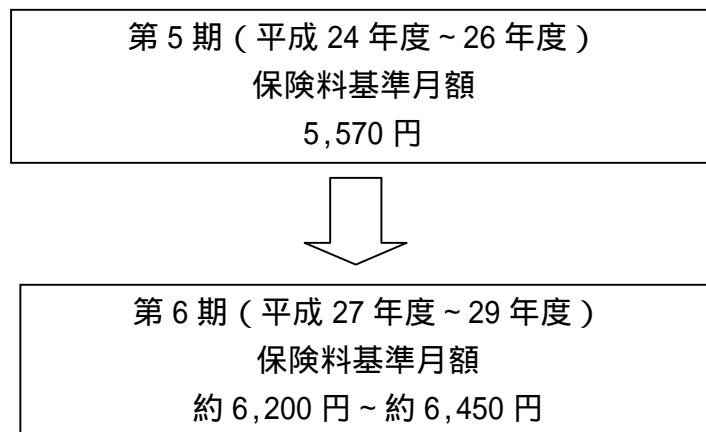 第 5 期 ( 平成 24 年度 ~ 26 年度 )
保険料基準月額
5,570 円
第 6 期 ( 平成 27 年度 ~ 29 年度 )
保険料基準月額
約 6,200 円 ~ 約 6,450 円